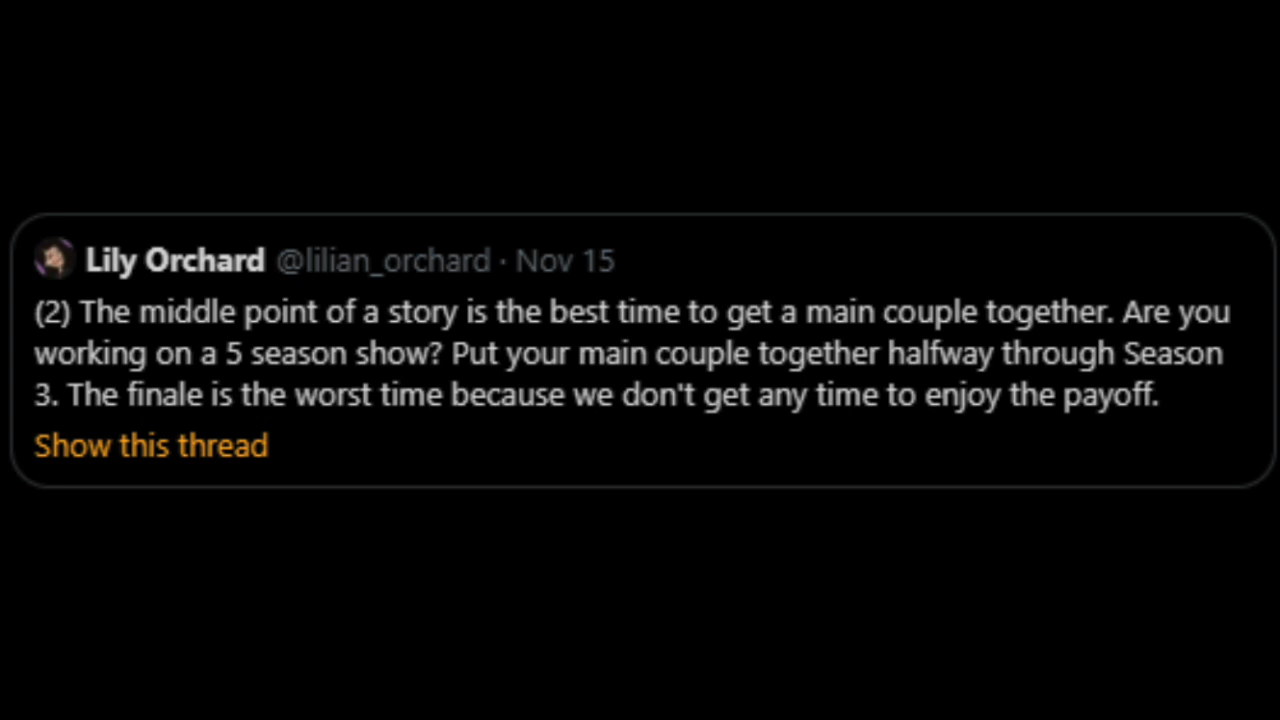 Lily Orchard @lilian_orchard · Nov 15
(2) The middle point of a story is the best time to get a main couple together. Are you
working on a 5 season show? Put your main couple together halfway through Season
3. The finale is the worst time because we don't get any time to enjoy the payoff.
Show this thread